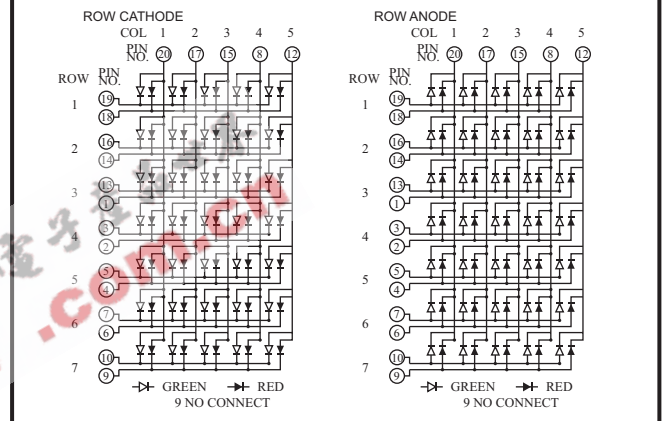 ROW CATHODE
COL 1 2 3 4 5
PIN NO. 20 17 15 8 12
ROW PIN NO.
1 19
18
2 16
14
3 13
1
4 3
2
5 5
4
6 7
6
7 10
9
GREEN RED
9 NO CONNECT
ROW ANODE
COL 1 2 3 4 5
PIN NO. 20 17 15 8 12
ROW PIN NO.
1 19
18
2 16
14
3 13
1
4 3
2
5 5
4
6 7
6
7 10
9
GREEN RED
9 NO CONNECT
.com.cn